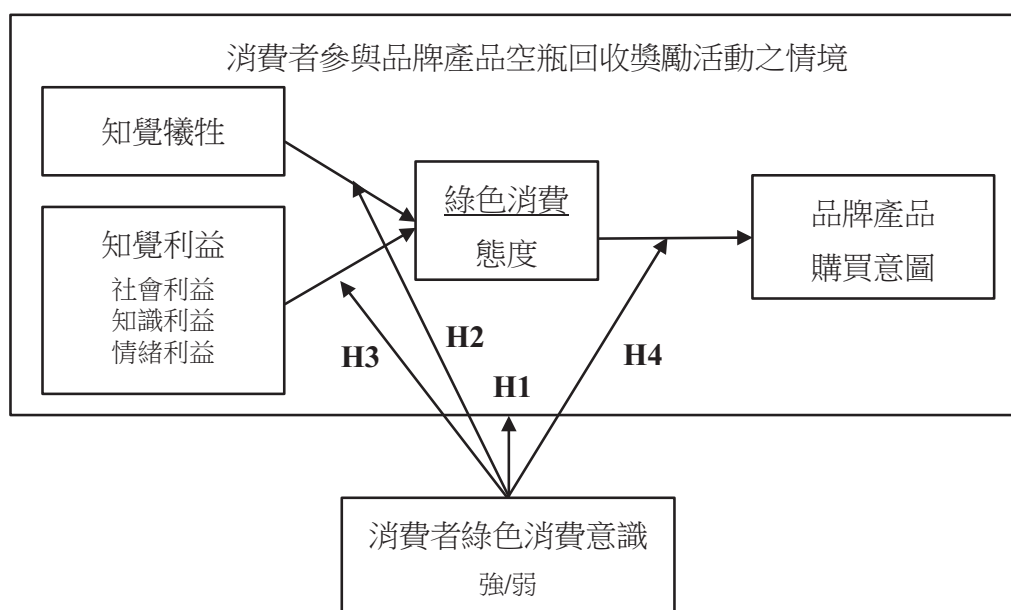 消費者參與品牌產品空瓶回收獎勵活動之情境
知覺犧牲
知覺利益
社會利益
知識利益
情緒利益
綠色消費
態度
品牌產品
購買意圖
H3
H2
H1
H4
消費者綠色消費意識
強/弱